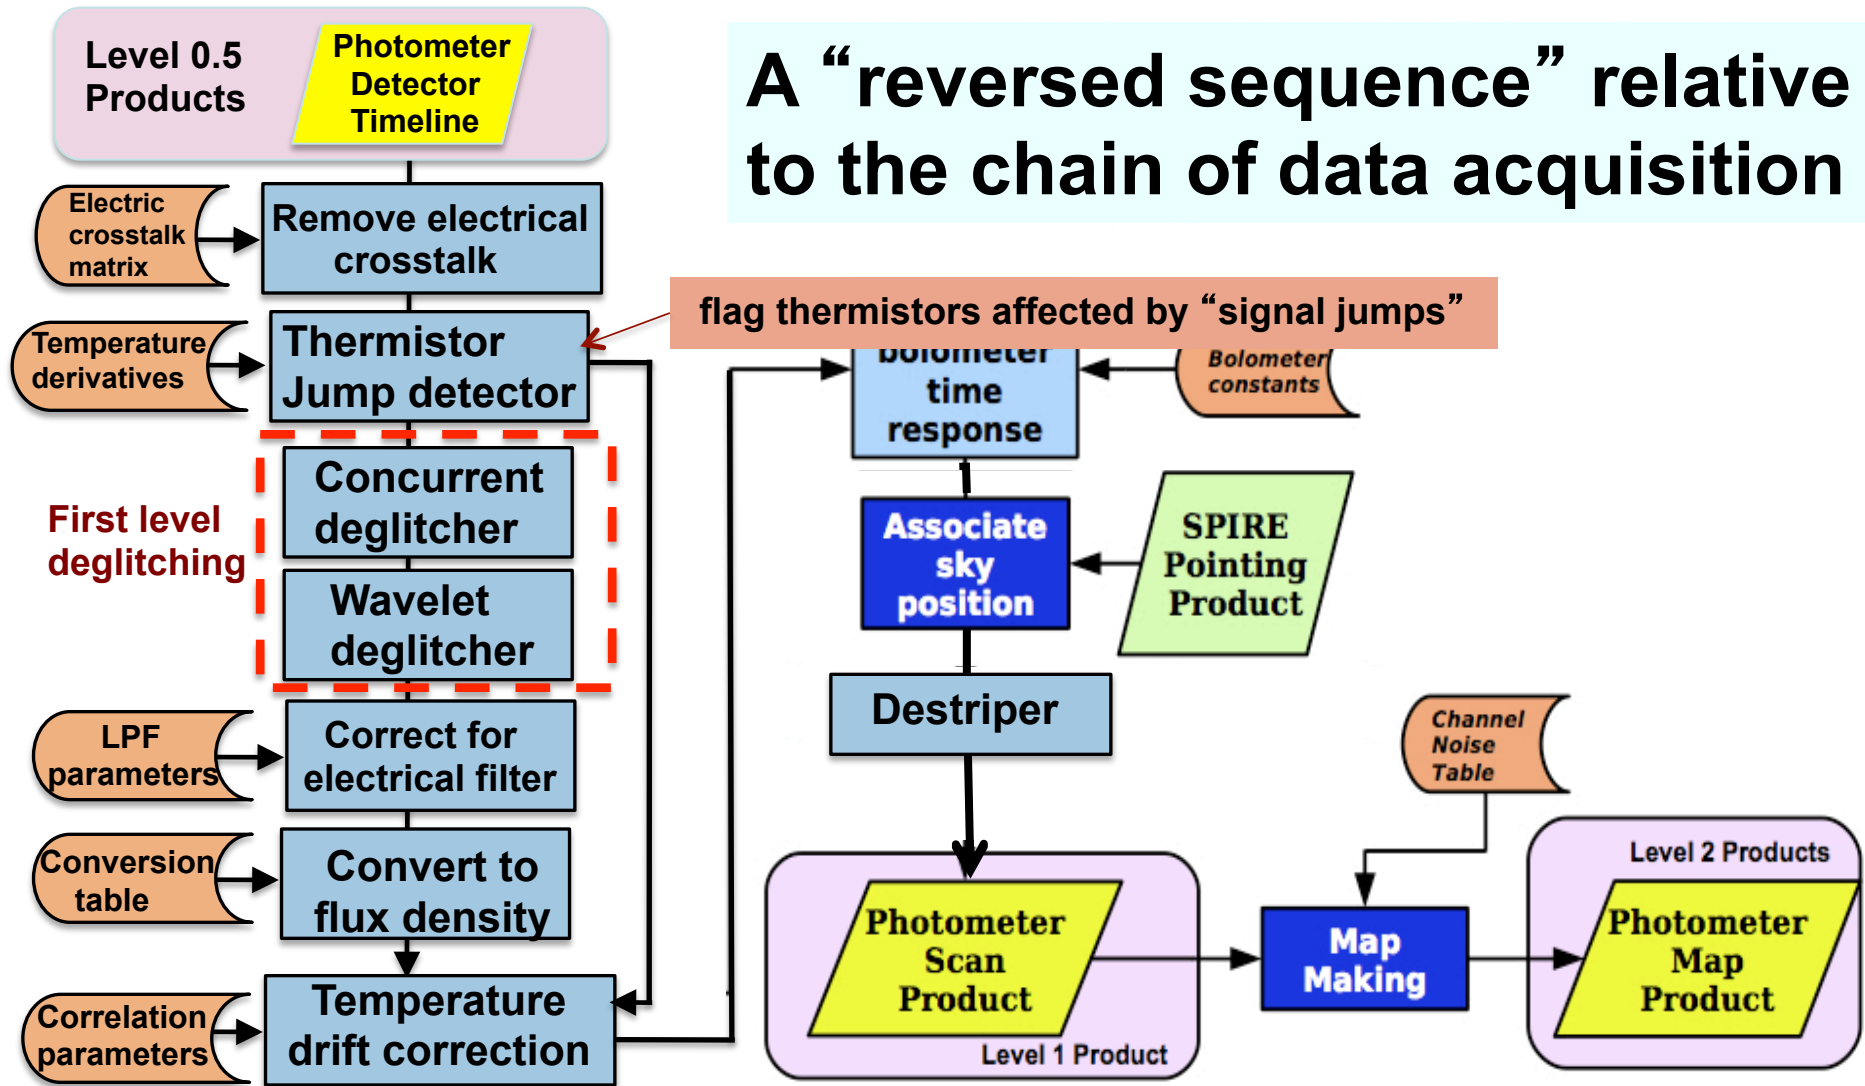 Level 0.5
Products
Photometer
Detector
Timeline
A “reversed sequence” relative
to the chain of data acquisition
Electric
crosstalk
matrix
Remove electrical
crosstalk
flag thermistors affected by “signal jumps”
Temperature
derivatives
Thermistor
Jump detector
bolometer
time
response
Bolometer
constants
First level
deglitching
Concurrent
deglitcher
Wavelet
deglitcher
Associate
sky
position
SPIRE
Pointing
Product
Destriper
LPF
parameters
Correct for
electrical filter
Channel
Noise
Table
Conversion
table
Convert to
flux density
Correlation
parameters
Temperature
drift correction
Photometer
Scan
Product
Level 1 Product
Map
Making
Level 2 Products
Photometer
Map
Product